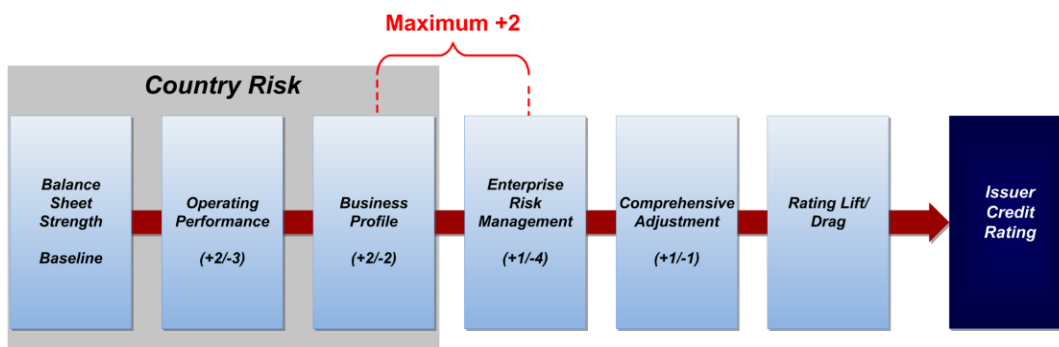 Maximum +2
Country Risk
Balance
Sheet
Strength
Baseline
Operating
Performance
(+2/-3)
Business
Profile
(+2/-2)
Enterprise
Risk
Management
(+1/-4)
Comprehensive
Adjustment
(+1/-1)
Rating Lift/
Drag
Issuer
Credit
Rating